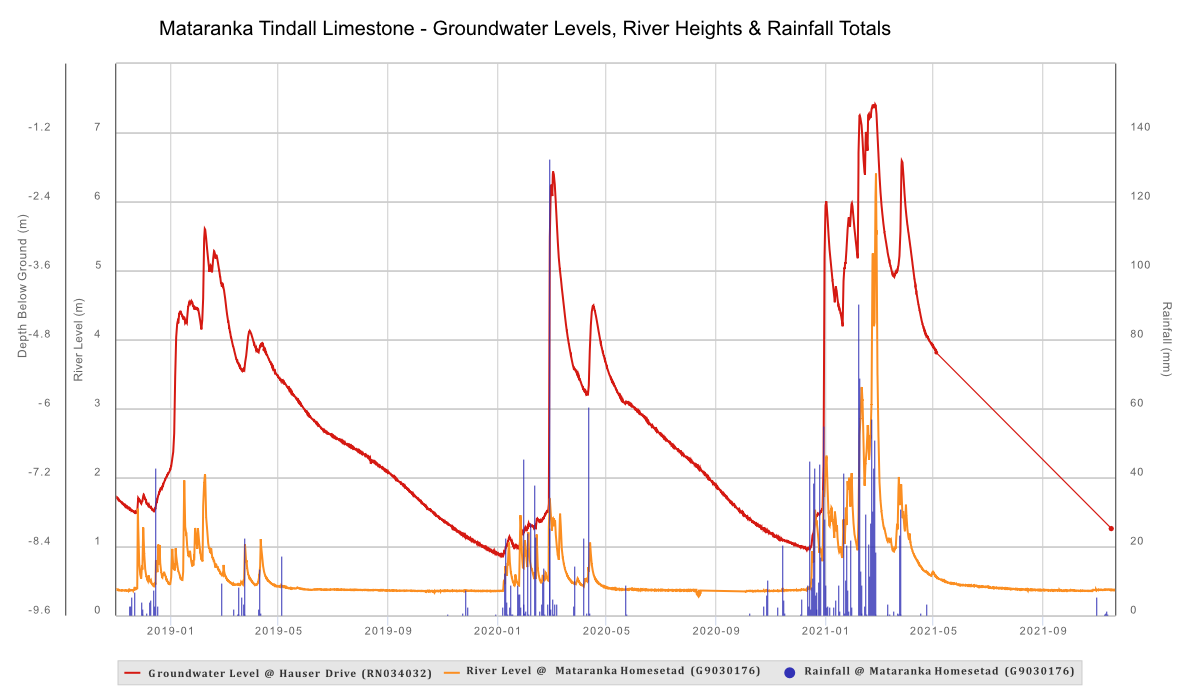 Mataranka Tindall Limestone - Groundwater Levels, River Heights & Rainfall Totals
-1.2 7 140
-2.4 6 120
-3.6 5 100
-4.8 4 80
-6 3 60
-7.2 2 40
-8.4 1 20
-9.6 0 0
Depth Below Ground (m)
River Level (m)
Rainfall (mm)
2019-01 2019-05 2019-09 2020-01 2020-05 2020-09 2021-01 2021-05 2021-09
Groundwater Level @ Hauser Drive (RN034032) River Level @ Mataranka Homesetad (G9030176) Rainfall @ Mataranka Homesetad (G9030176)